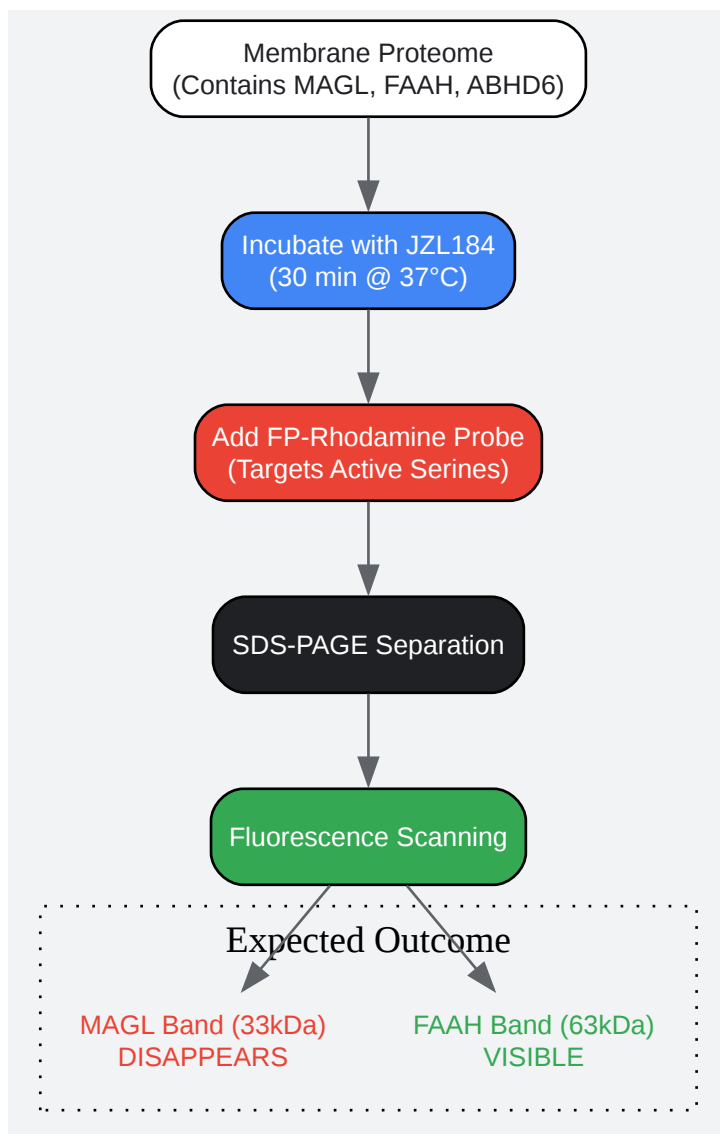 Membrane Proteome
(Contains MAGL, FAAH, ABHD6)
Incubate with JZL184
(30 min @ 37°C)
Add FP-Rhodamine Probe
(Targets Active Serines)
SDS-PAGE Separation
Fluorescence Scanning
Expected Outcome
MAGL Band (33kDa)
DISAPPEARS
FAAH Band (63kDa)
VISIBLE